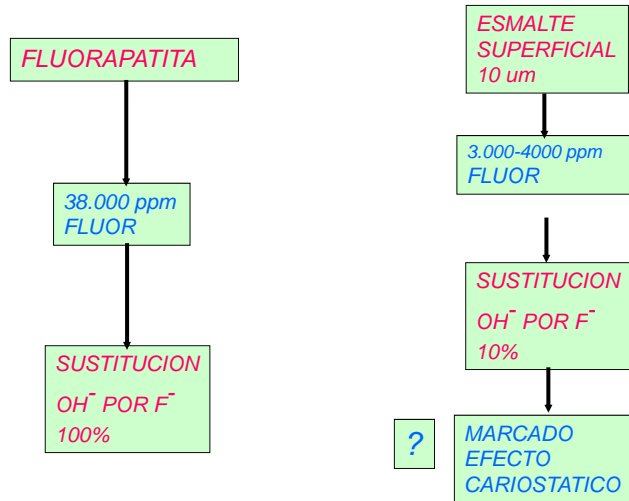 FLUORAPATITA
38.000 ppm
FLUOR
SUSTITUCION
OH⁻ POR F⁻
100%
ESMALTE
SUPERFICIAL
10 um
3.000-4000 ppm
FLUOR
SUSTITUCION
OH⁻ POR F⁻
10%
?
MARCADO
EFECTO
CARIOSTATICO